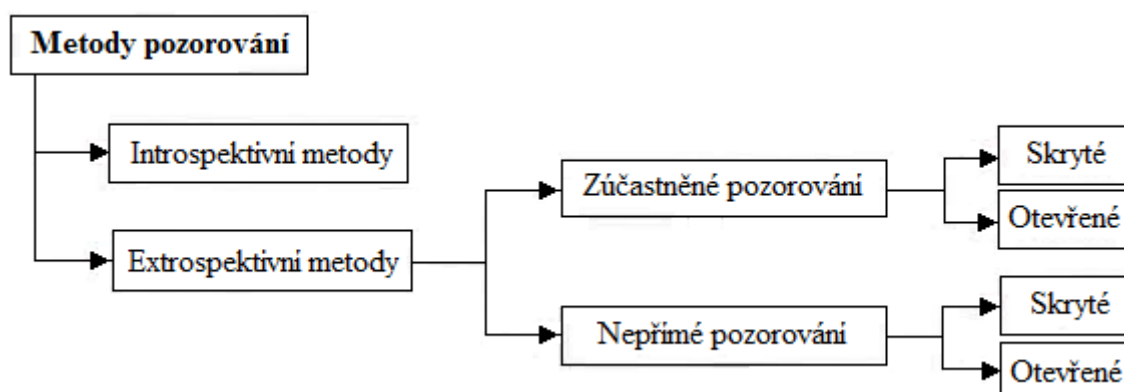 Metody pozorování
Introspektivní metody
Extrospektivní metody
Zúčastněné pozorování
Skryté
Otevřené
Nepřímé pozorování
Skryté
Otevřené